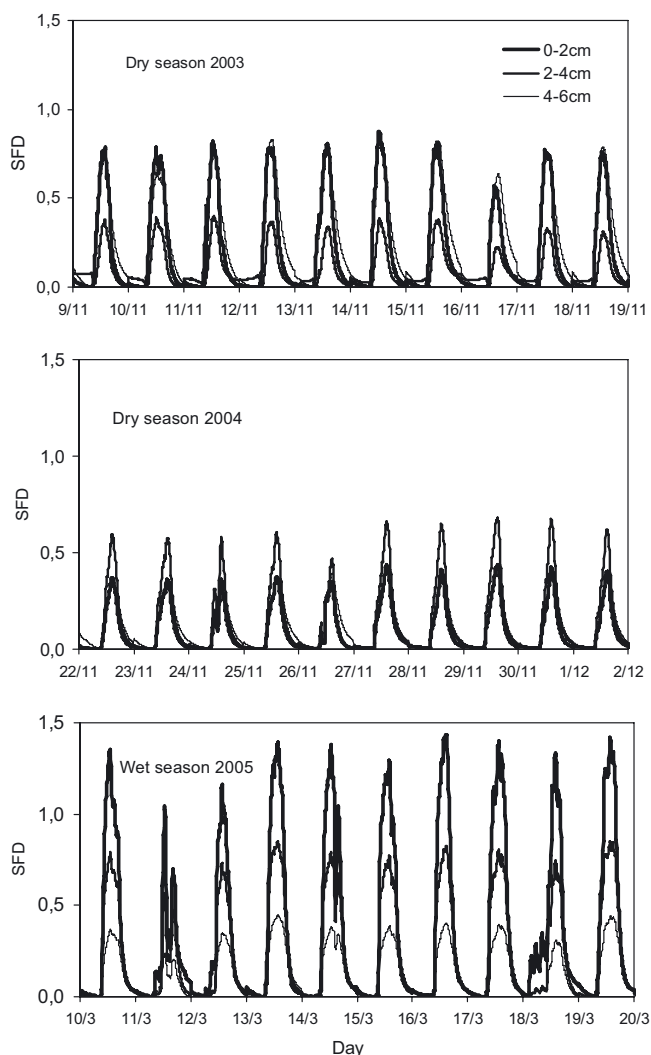 1,5
Dry season 2003
0-2cm
2-4cm
4-6cm
1,0
SFD
0,5
0,0
9/11 10/11 11/11 12/11 13/11 14/11 15/11 16/11 17/11 18/11 19/11
1,5
Dry season 2004
1,0
SFD
0,5
0,0
22/11 23/11 24/11 25/11 26/11 27/11 28/11 29/11 30/11 1/12 2/12
1,5
Wet season 2005
1,0
SFD
0,5
0,0
10/3 11/3 12/3 13/3 14/3 15/3 16/3 17/3 18/3 19/3 20/3
Day